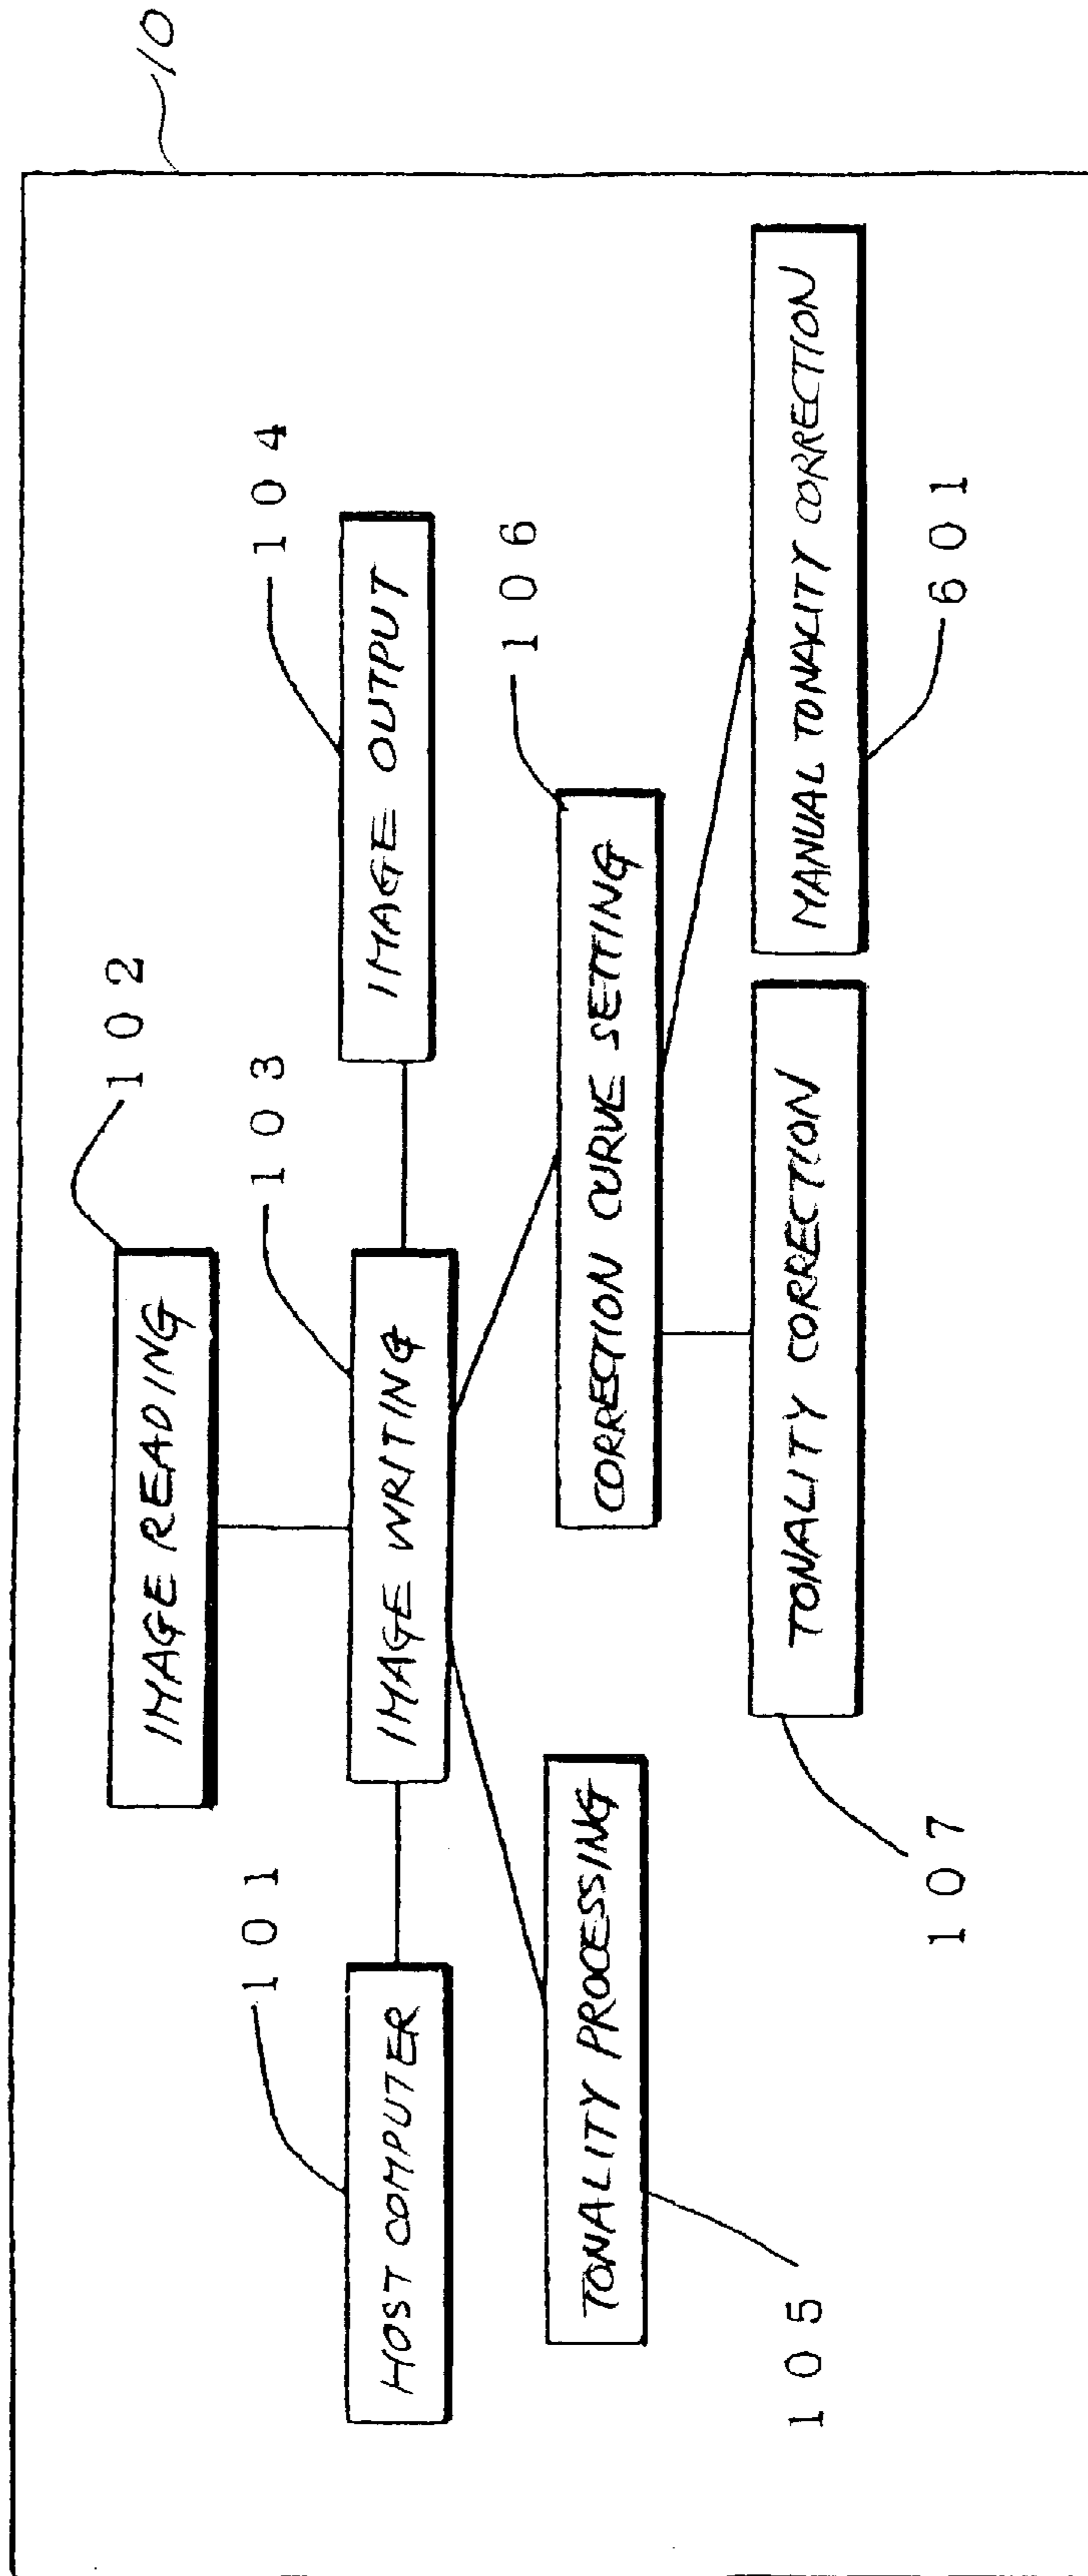 10
102
IMAGE READING
101
103
104
HOST COMPUTER
IMAGE WRITING
IMAGE OUTPUT
106
TONALITY PROCESSING
CORRECTION CURVE SETTING
105
TONALITY CORRECTION
MANUAL TONALITY CORRECTION
107
601